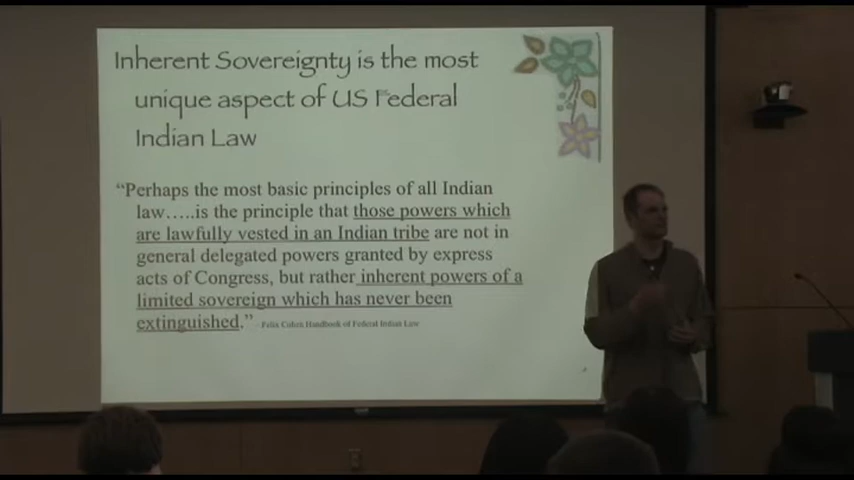 Inherent Sovereignty is the most
unique aspect of US Federal
Indian Law
“Perhaps the most basic principles of all Indian
law…..is the principle that those powers which
are lawfully vested in an Indian tribe are not in
general delegated powers granted by express
acts of Congress, but rather inherent powers of a
limited sovereign which has never been
extinguished.” - Felix Cohen Handbook of Federal Indian Law